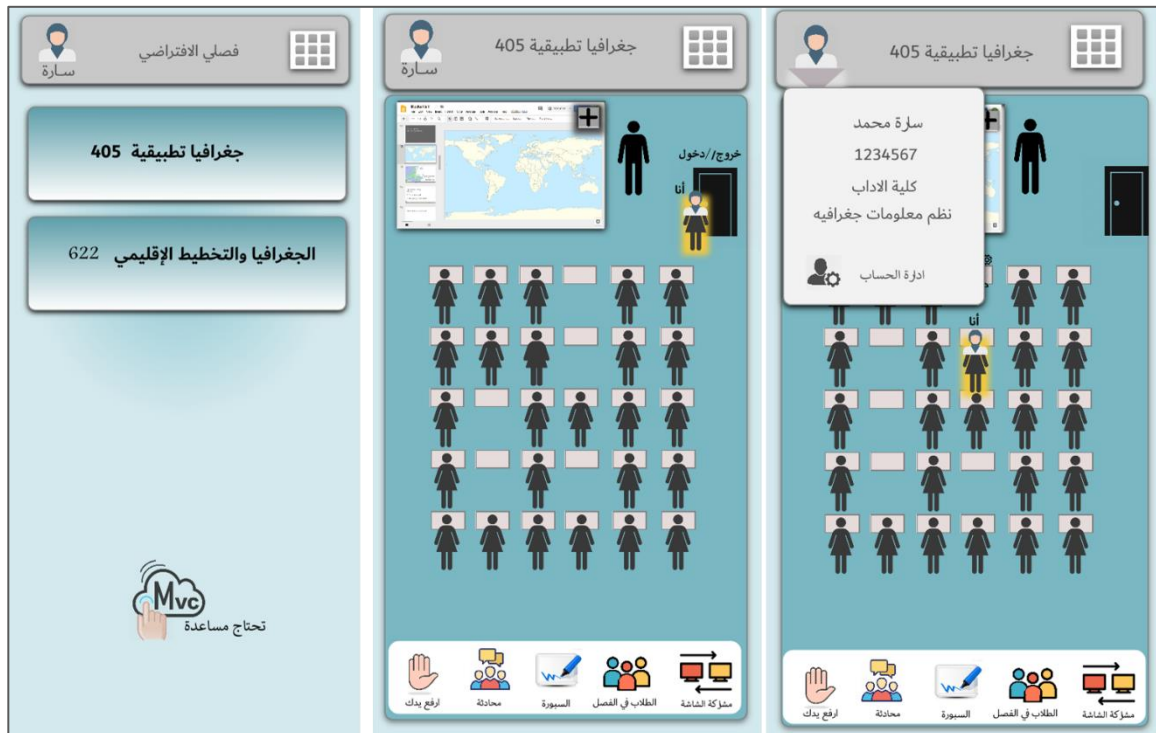 فصلي الافتراضي
سارة
جغرافيا تطبيقية 405
الجغرافيا والتخطيط الإقليمي 622
Mvc
تحتاج مساعدة
جغرافيا تطبيقية 405
سارة
خروج//دخول
أنا
ارفع يدك
محادثة
السبورة
الطلاب في الفصل
مشاركة الشاشة
جغرافيا تطبيقية 405
سارة محمد
1234567
كلية الاداب
نظم معلومات جغرافيه
ادارة الحساب
أنا
ارفع يدك
محادثة
السبورة
الطلاب في الفصل
مشاركة الشاشة